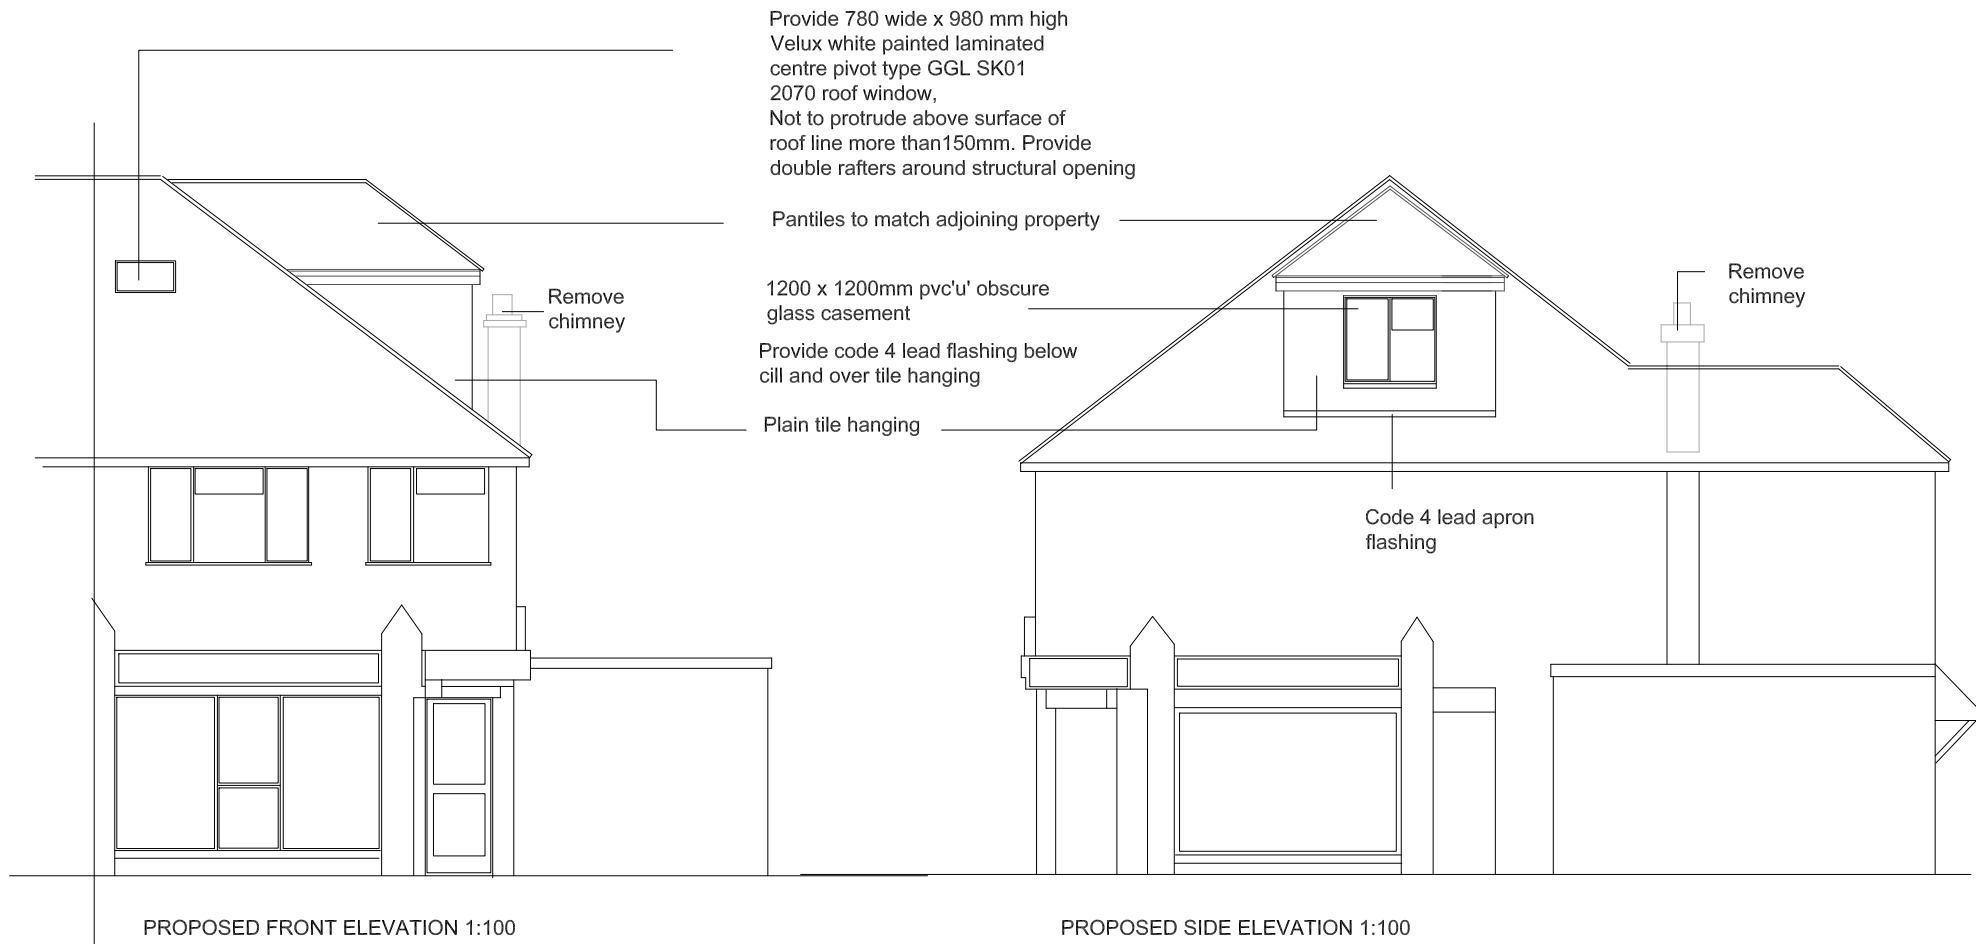 Provide 780 wide x 980 mm high
Velux white painted laminated
centre pivot type GGL SK01
2070 roof window,
Not to protrude above surface of
roof line more than150mm. Provide
double rafters around structural opening
Pantiles to match adjoining property
Remove
chimney
1200 x 1200mm pvc'u' obscure
glass casement
Remove
chimney
Provide code 4 lead flashing below
cill and over tile hanging
Plain tile hanging
Code 4 lead apron
flashing
PROPOSED FRONT ELEVATION 1:100
PROPOSED SIDE ELEVATION 1:100